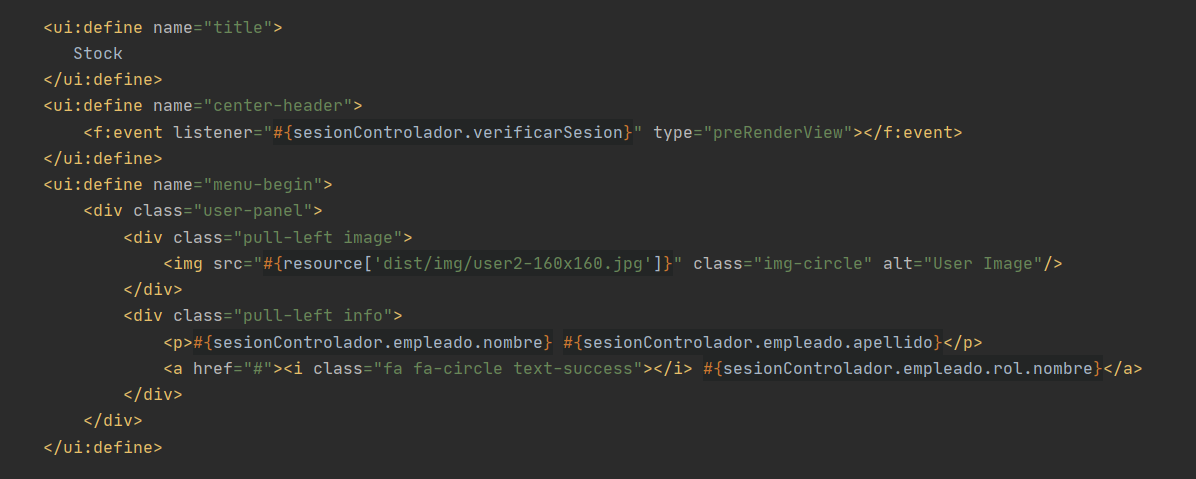 <ui:define name="title">
Stock
</ui:define>
<ui:define name="center-header">
<f:event listener="#{sesionControlador.verificarSesion}" type="preRenderView"></f:event>
</ui:define>
<ui:define name="menu-begin">
<div class="user-panel">
<div class="pull-left image">
<img src="#{resource['dist/img/user2-160x160.jpg']}" class="img-circle" alt="User Image"/>
</div>
<div class="pull-left info">
<p>#{sesionControlador.empleado.nombre} #{sesionControlador.empleado.apellido}</p>
<a href="#"><i class="fa fa-circle text-success"></i> #{sesionControlador.empleado.rol.nombre}</a>
</div>
</div>
</ui:define>